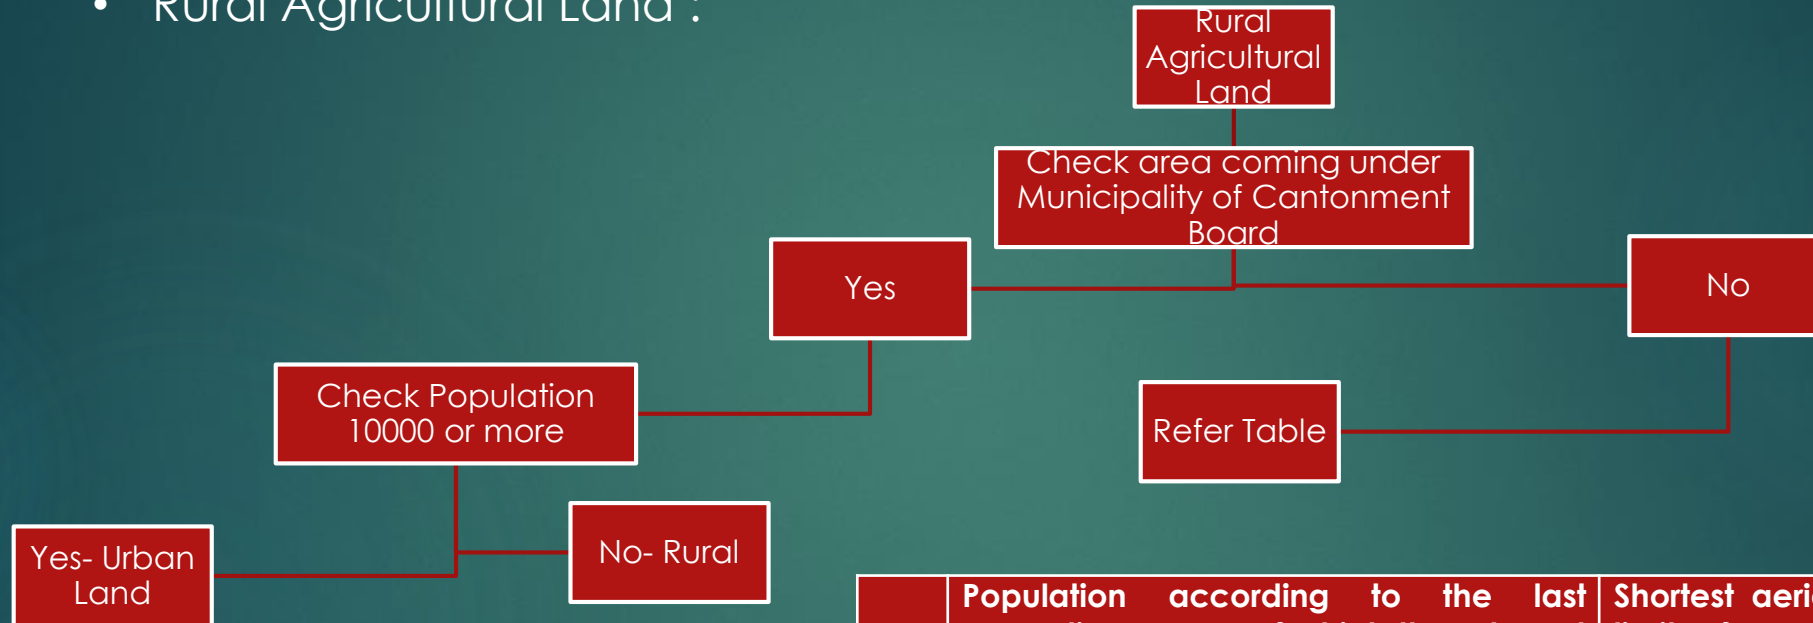 • Rural Agricultural Land :
Rural
Agricultural
Land
Check area coming under
Municipality of Cantonment
Board
Yes
No
Check Population
10000 or more
Refer Table
Yes- Urban
Land
No- Rural
Population according to the last
Shortest